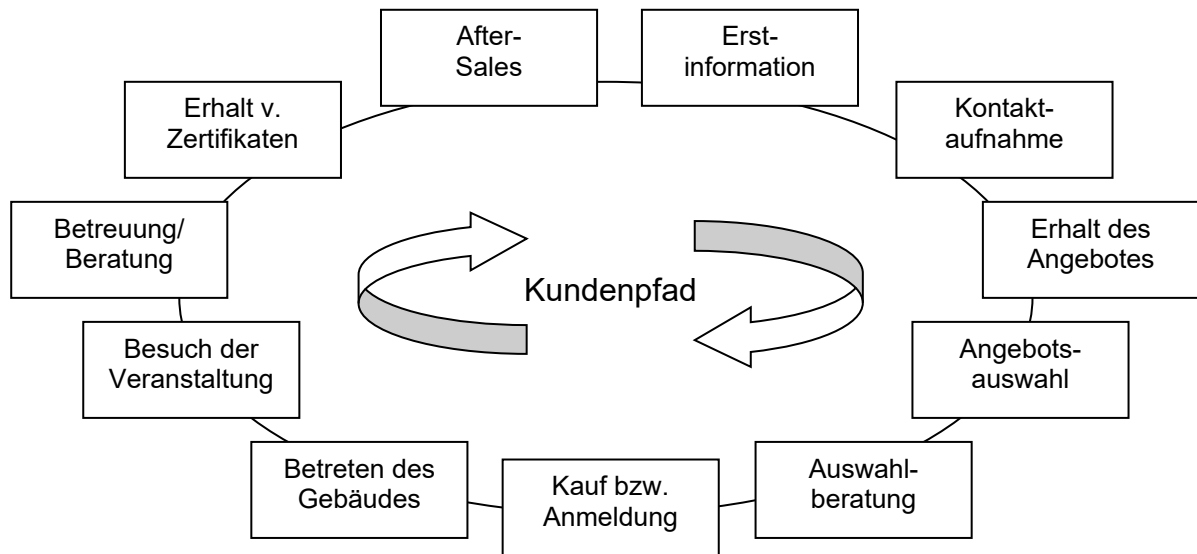 After-
Sales
Erst-
information
Kontakt-
aufnahme
Erhalt des
Angebotes
Angebots-
auswahl
Auswahl-
beratung
Kauf bzw.
Anmeldung
Betreten des
Gebäudes
Besuch der
Veranstaltung
Betreuung/
Beratung
Erhalt v.
Zertifikaten
Kundenpfad